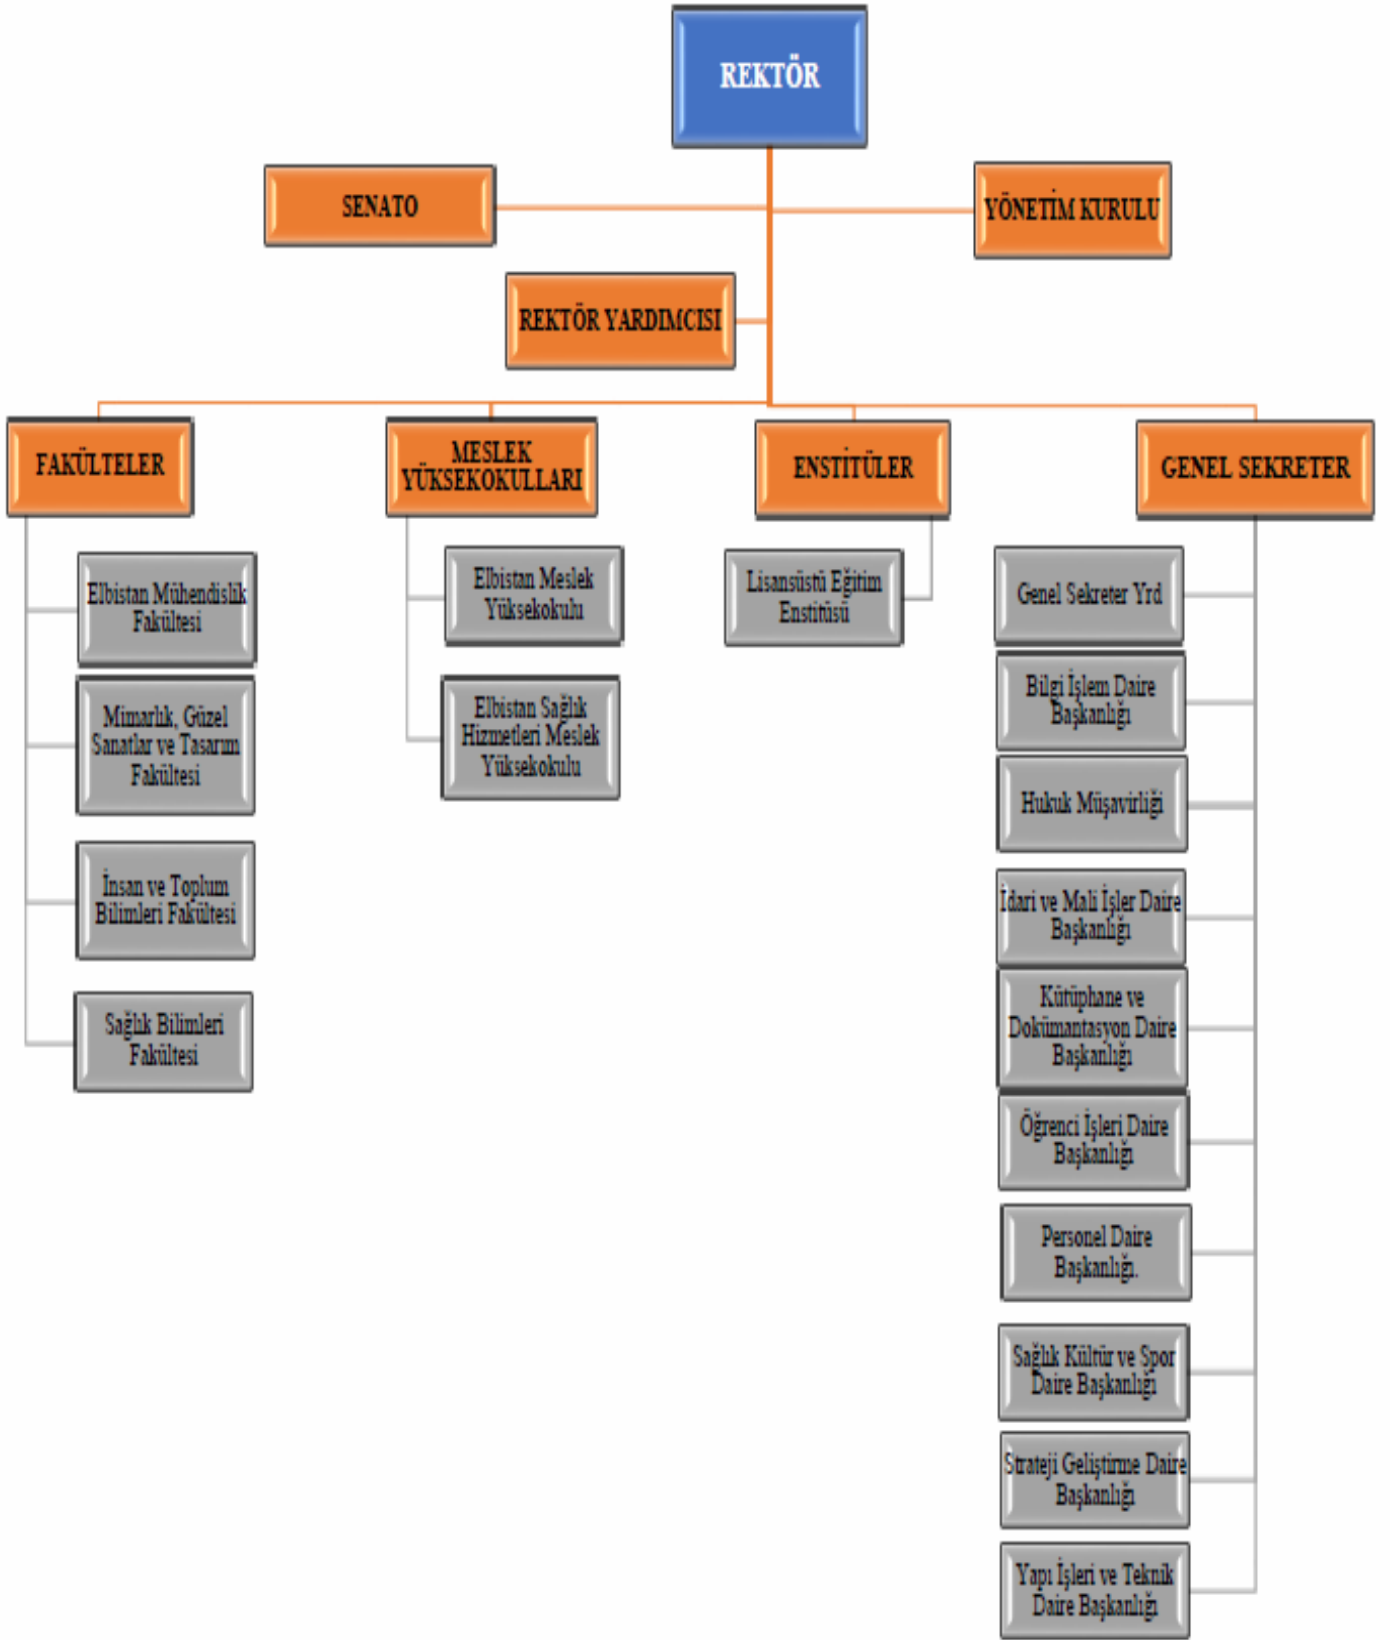 REKTÖR
SENATO
YÖNETİM KURULU
REKTÖR YARDIMCISI
FAKÜLTELER
Elbistan Mühendislik
Fakültesi
Mimarlık, Güzel
Sanatlar ve Tasarım
Fakültesi
İnsan ve Toplum
Bilimleri Fakültesi
Sağlık Bilimleri
Fakültesi
MESLEK
YÜKSEKOKULLARI
Elbistan Meslek
Yüksekokulu
Elbistan Sağlık
Hizmetleri Meslek
Yüksekokulu
ENSTİTÜLER
Lisansüstü Eğitim
Enstitüsü
GENEL SEKRETER
Genel Sekreter Yrd
Bilgi İşlem Daire
Başkanlığı
Hukuk Müşavirliği
İdari ve Mali İşler Daire
Başkanlığı
Kütüphane ve
Dokümantasyon Daire
Başkanlığı
Öğrenci İşleri Daire
Başkanlığı
Personel Daire
Başkanlığı.
Sağlık Kültür ve Spor
Daire Başkanlığı
Strateji Geliştirme Daire
Başkanlığı
Yapı İşleri ve Teknik
Daire Başkanlığı